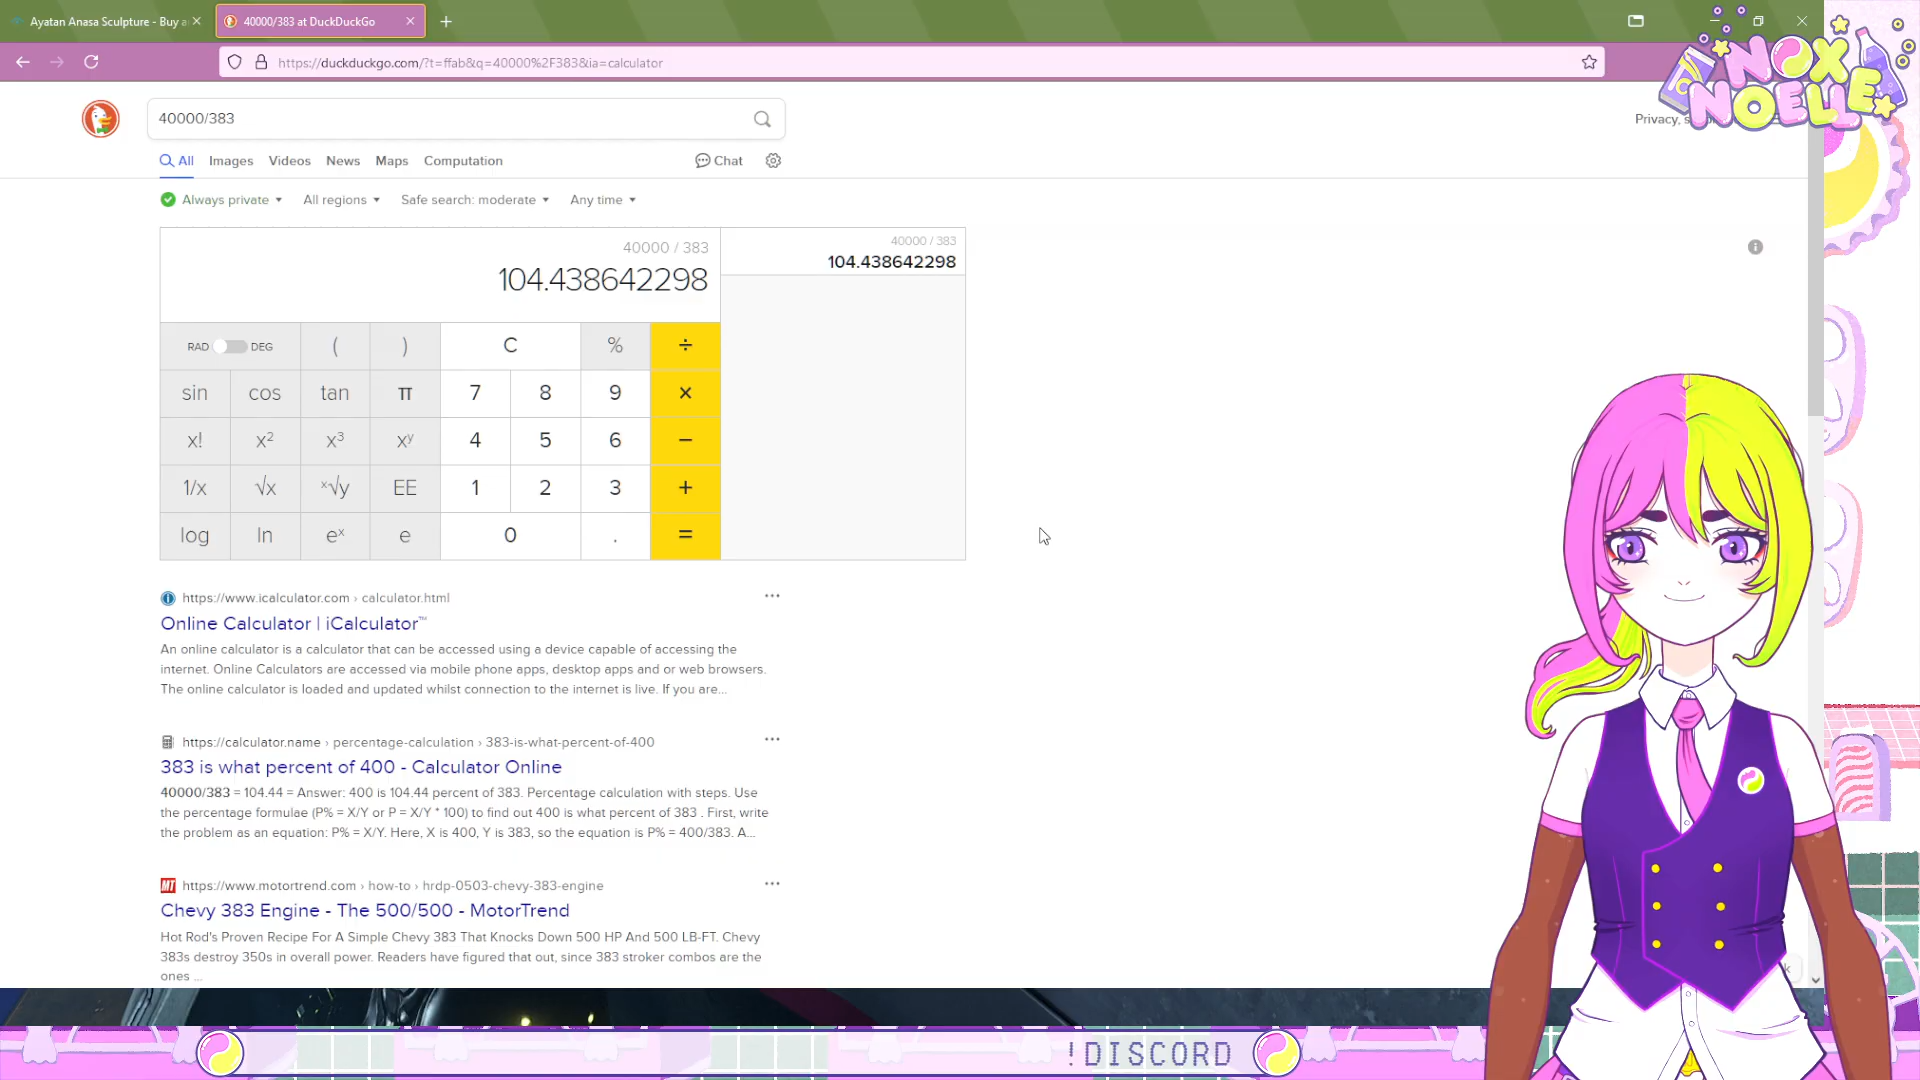 Ayatan Anasa Sculpture - Buy a
40000/383 at DuckDuckGo
https://duckduckgo.com/?t=ffab&q=40000%2F383&ia=calculator
NOX NOELLE
40000/383
Privacy, s
All Images Videos News Maps Computation Chat
Always private All regions Safe search: moderate Any time
40000 / 383
104.438642298
40000 / 383
104.438642298
RAD DEG ( ) C % ÷
sin cos tan π 7 8 9 ×
x! x² x³ xʸ 4 5 6 −
1/x √x ˣ√y EE 1 2 3 +
log ln eˣ e 0 . =
https://www.icalculator.com › calculator.html
Online Calculator | iCalculator™
An online calculator is a calculator that can be accessed using a device capable of accessing the
internet. Online Calculators are accessed via mobile phone apps, desktop apps and or web browsers.
The online calculator is loaded and updated whilst connection to the internet is live. If you are...
https://calculator.name › percentage-calculation › 383-is-what-percent-of-400
383 is what percent of 400 - Calculator Online
40000/383 = 104.44 = Answer: 400 is 104.44 percent of 383. Percentage calculation with steps. Use
the percentage formulae (P% = X/Y or P = X/Y * 100) to find out 400 is what percent of 383 . First, write
the problem as an equation: P% = X/Y. Here, X is 400, Y is 383, so the equation is P% = 400/383. A...
MT https://www.motortrend.com › how-to › hrdp-0503-chevy-383-engine
Chevy 383 Engine - The 500/500 - MotorTrend
Hot Rod's Proven Recipe For A Simple Chevy 383 That Knocks Down 500 HP And 500 LB-FT. Chevy
383s destroy 350s in overall power. Readers have figured that out, since 383 stroker combos are the
ones ...
!DISCORD